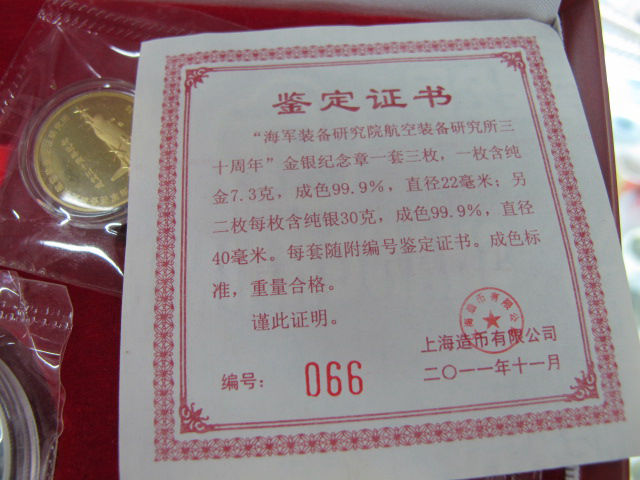 鉴定证书
“海军装备研究院航空装备研究所三
十周年”金银纪念章一套三枚，一枚含纯
金7.3克，成色99.9%，直径22毫米；另
二枚每枚含纯银30克，成色99.9%，直径
40毫米。每套随附编号鉴定证书。成色标
准，重量合格。
谨此证明。
上海造币有限公司
编号：066
二〇一一年十一月